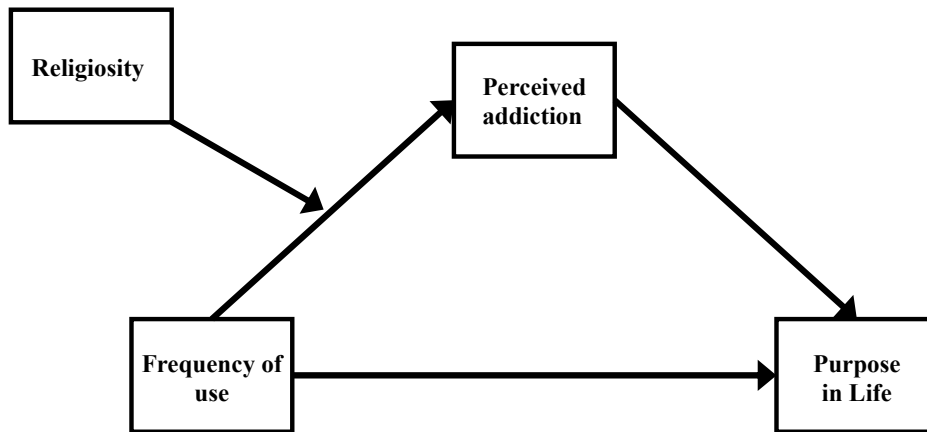 Religiosity
Perceived
addiction
Frequency of
use
Purpose
in Life